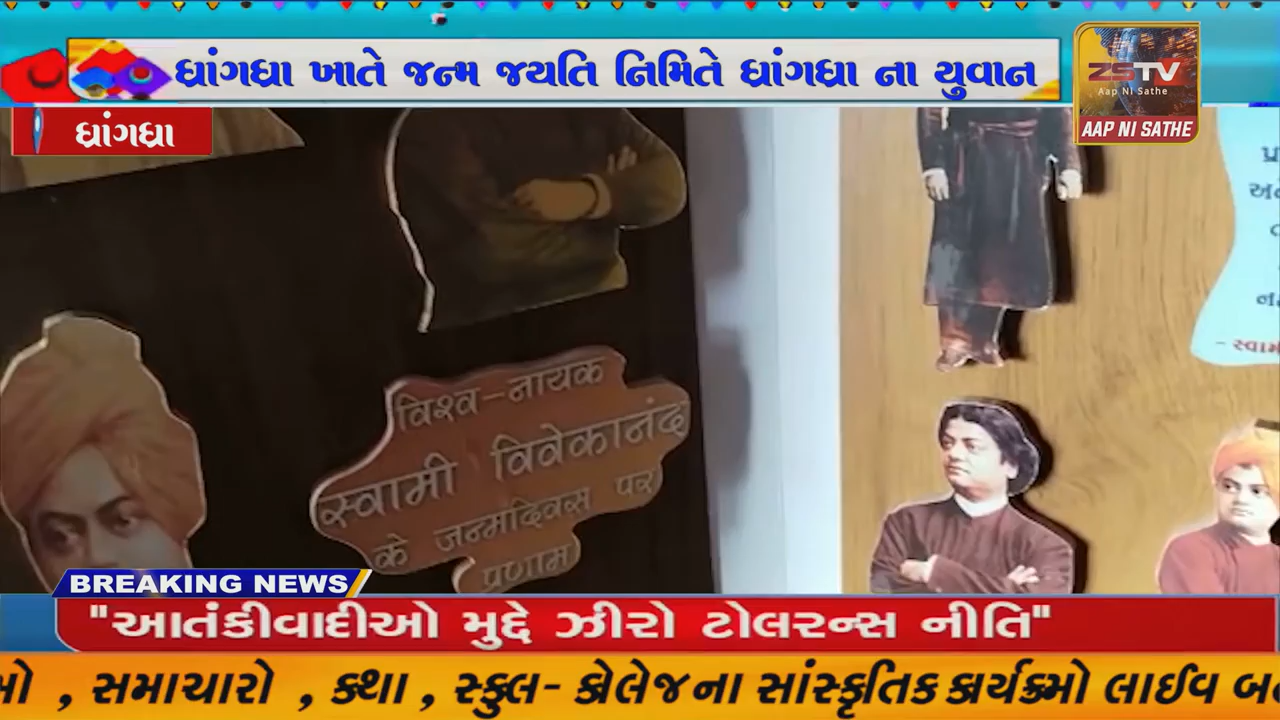 ધ્રાંગધ્રા ખાતે જન્મ જયતિ નિમિતે ધ્રાંગધ્રા ના યુવાન
ZSTV
Aap Ni Sathe
AAP NI SATHE
ધ્રાંગધ્રા
विश्व-नायक
स्वामी विवेकानंद
के जन्मदिवस पर
प्रणाम
BREAKING NEWS
"આતંકીવાદીઓ મુદ્દે ઝીરો ટોલરન્સ નીતિ"
, સમાચારો , કથા , સ્કુલ- કોલેજના સાંસ્કૃતિક કાર્યક્રમો લાઈવ